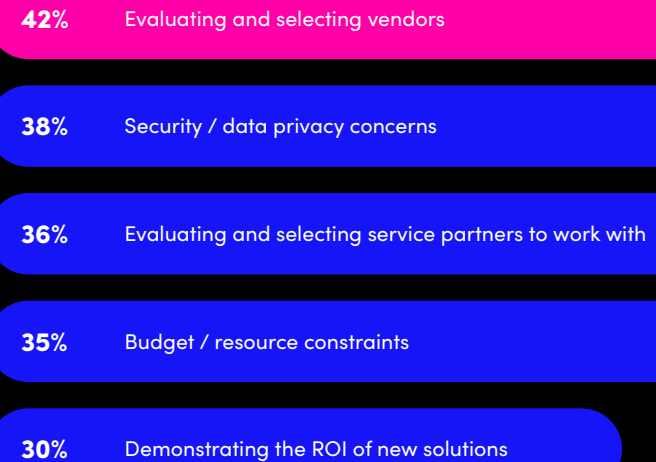 42% Evaluating and selecting vendors
38% Security / data privacy concerns
36% Evaluating and selecting service partners to work with
35% Budget / resource constraints
30% Demonstrating the ROI of new solutions